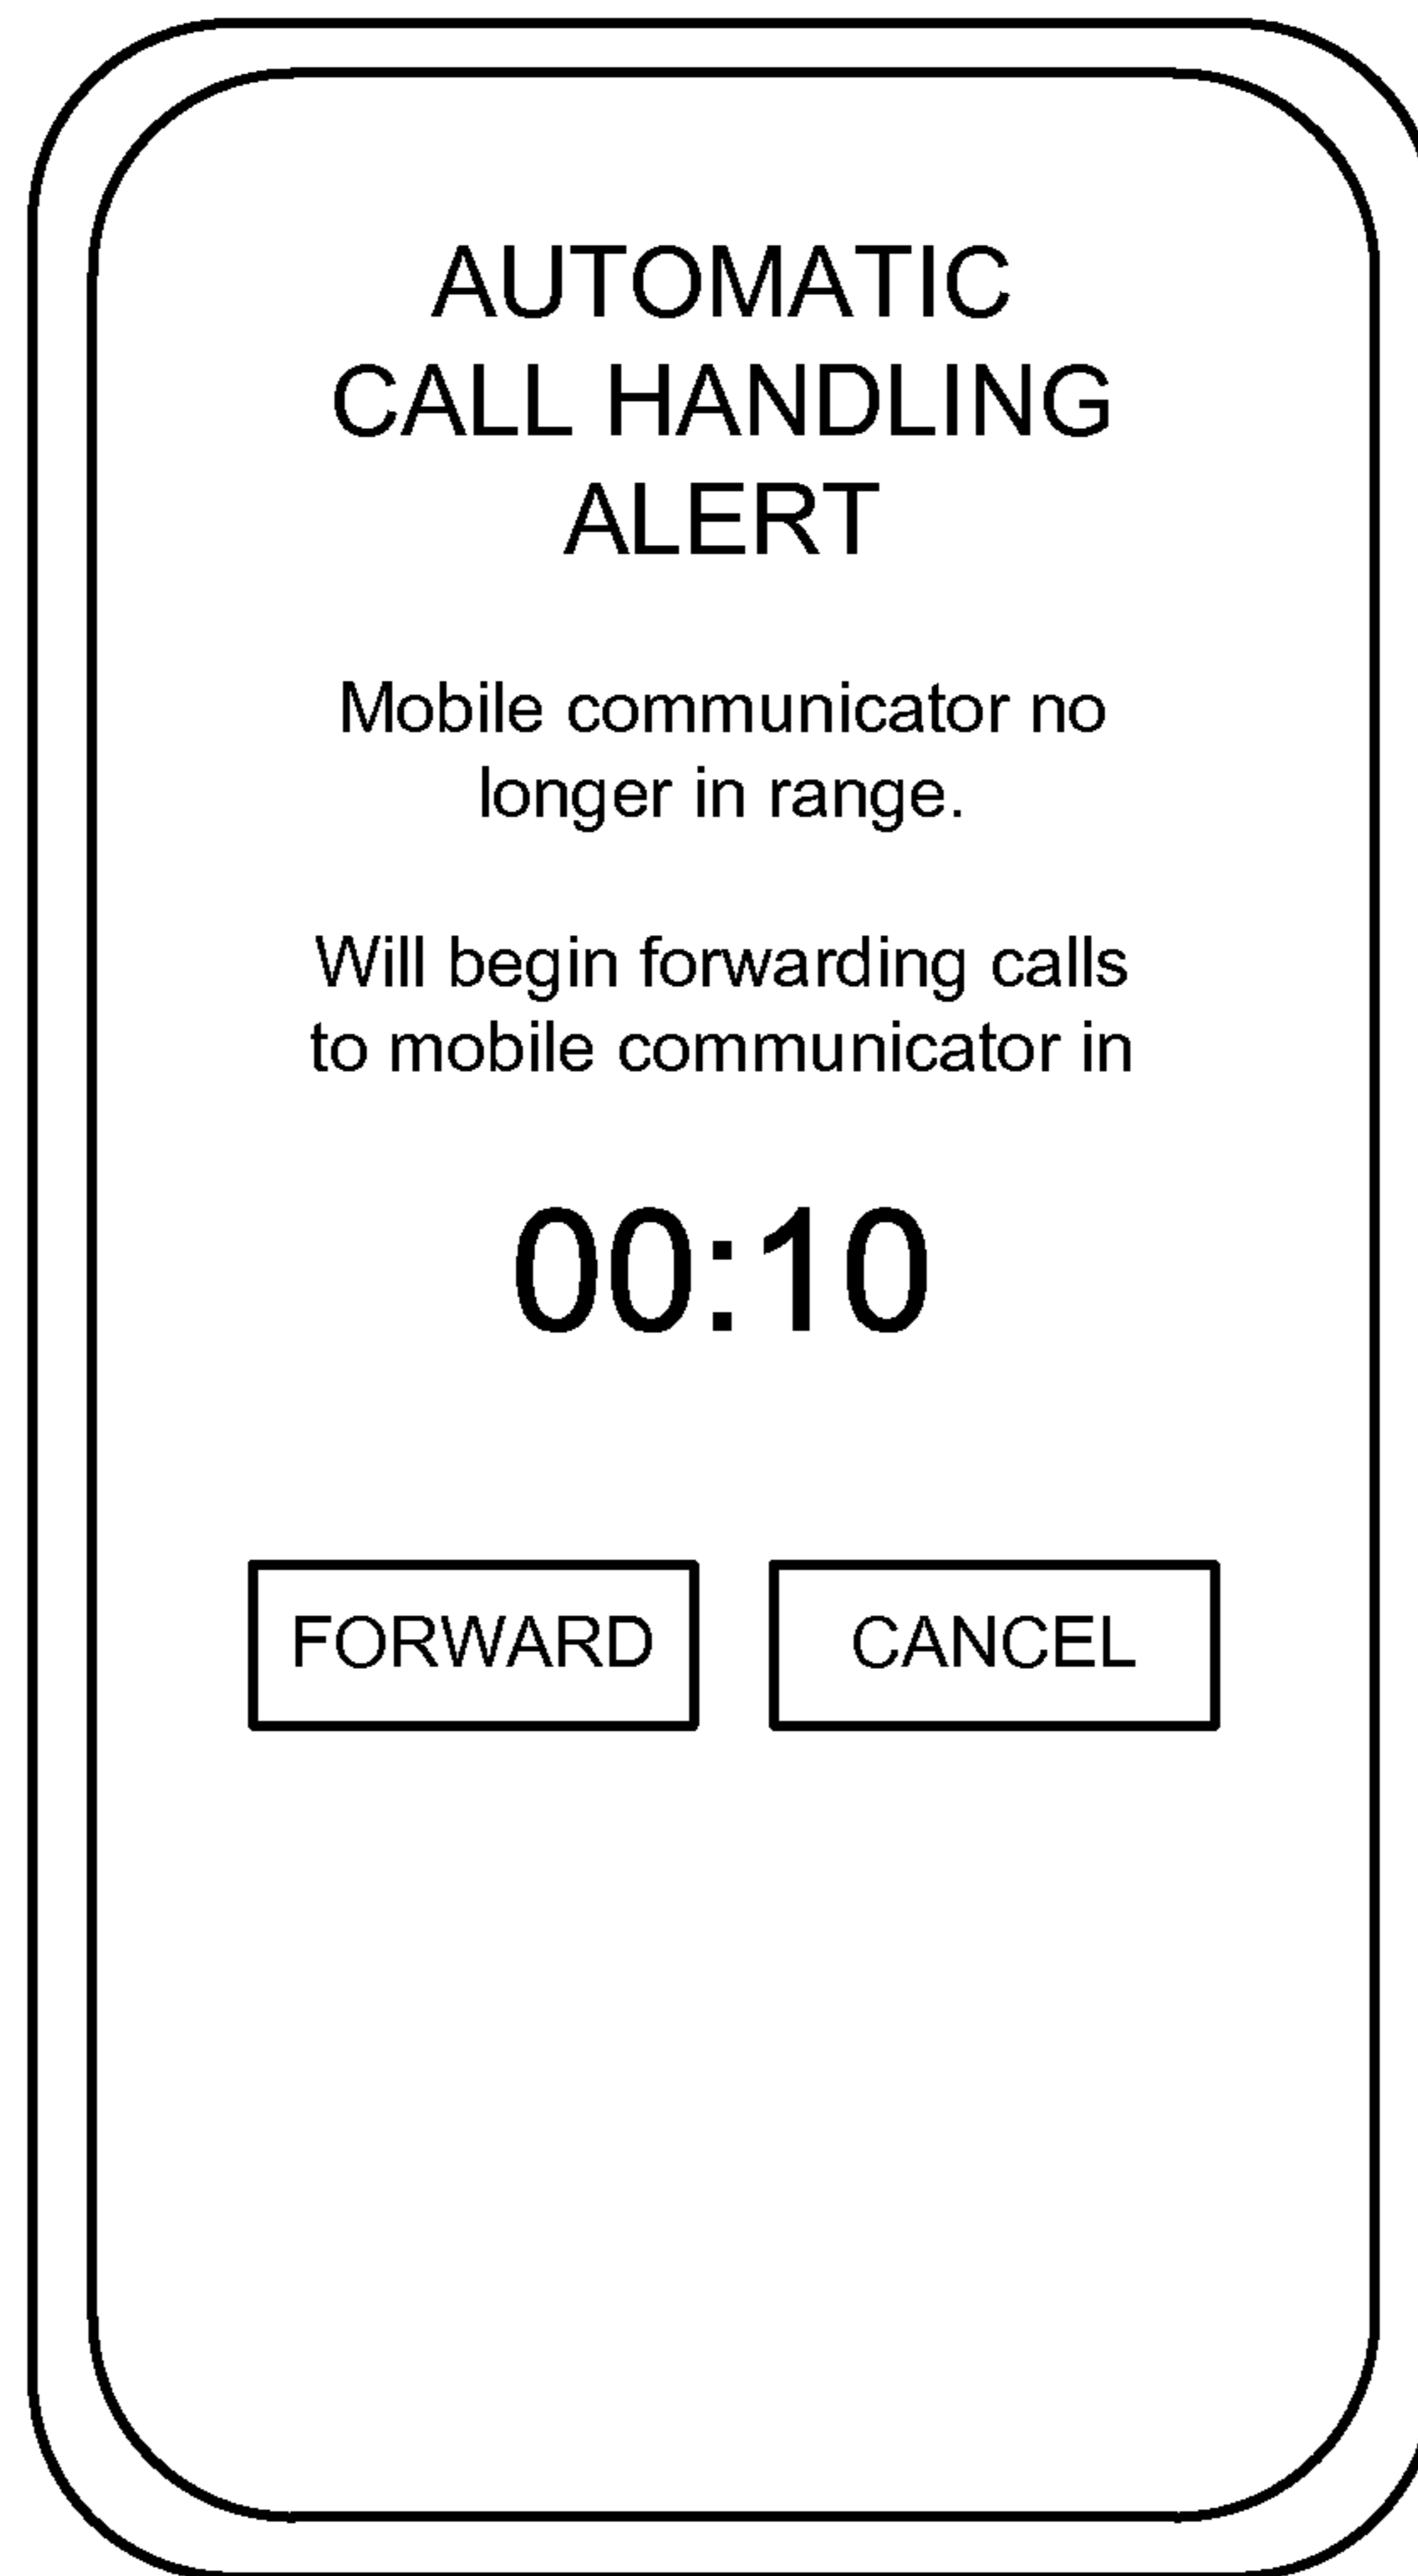 AUTOMATIC
CALL HANDLING
ALERT
Mobile communicator no
longer in range.
Will begin forwarding calls
to mobile communicator in
00:10
FORWARD
CANCEL